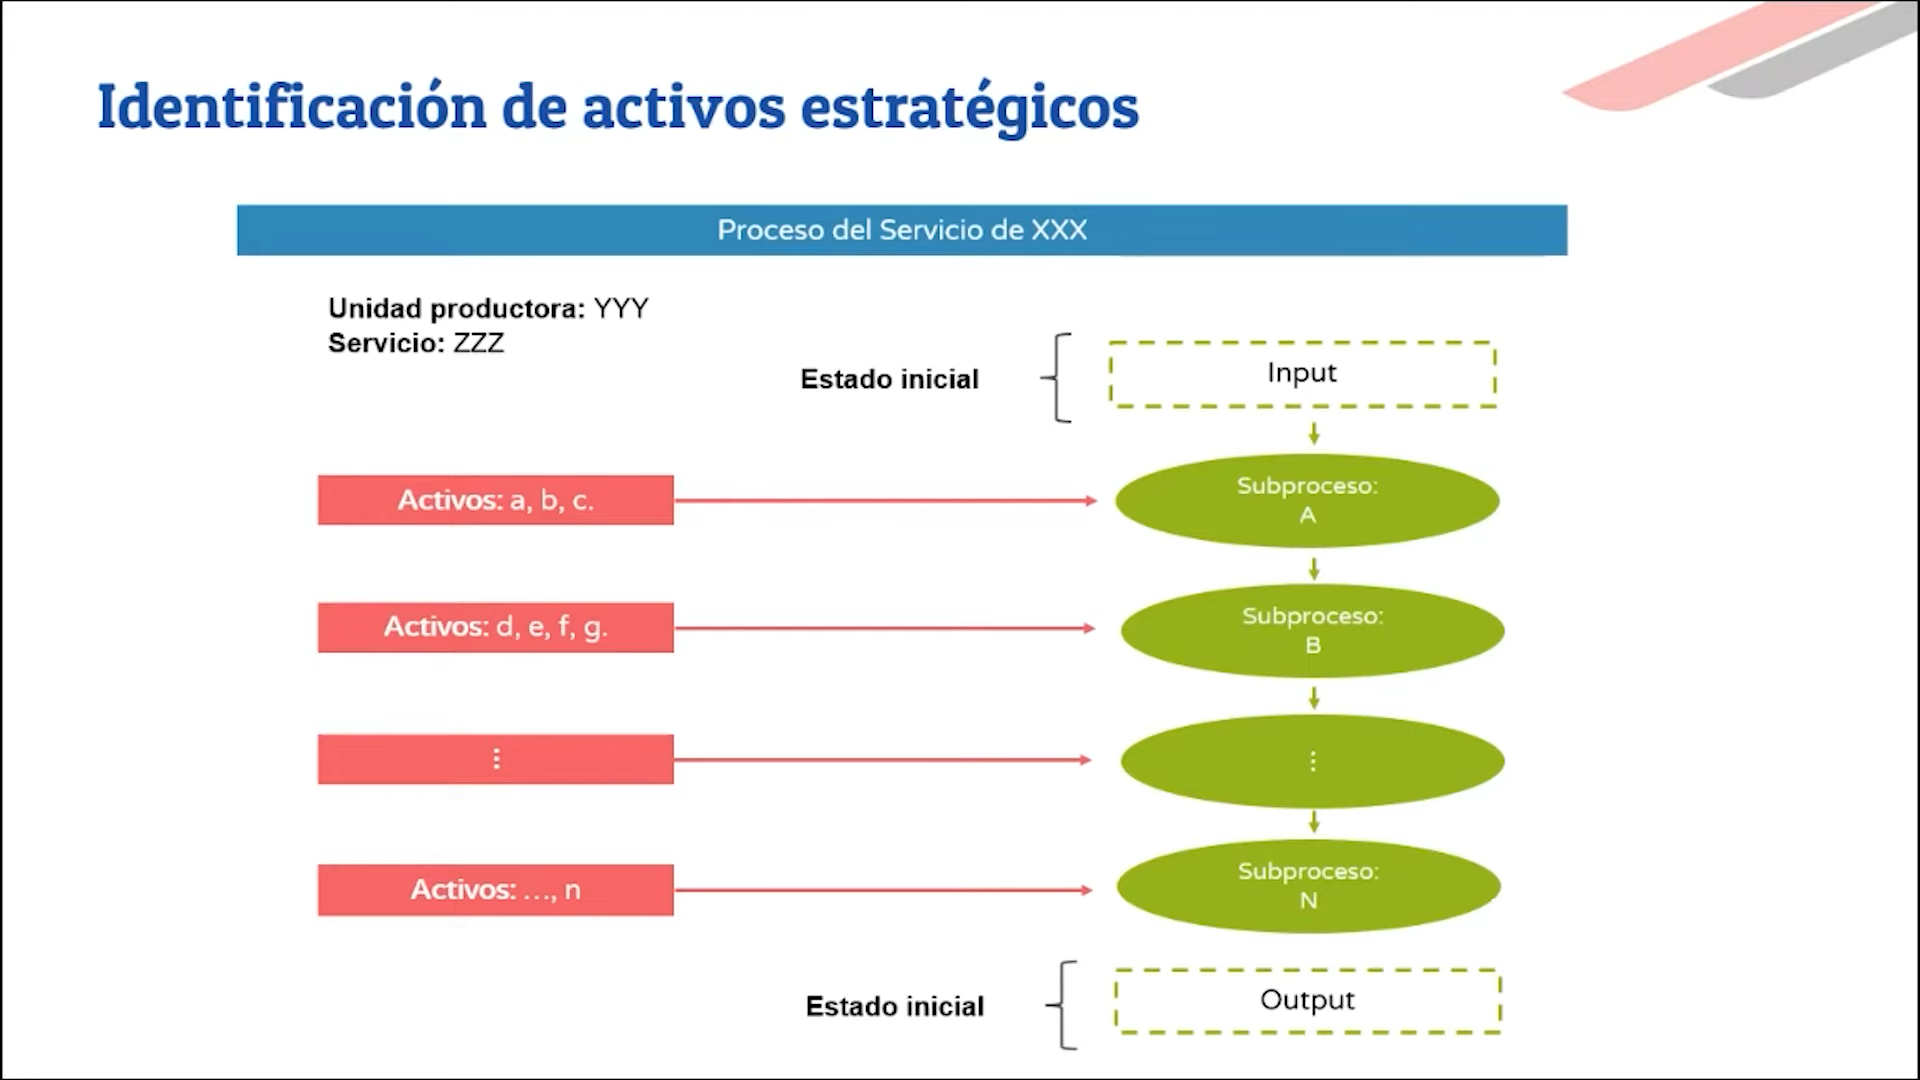 Identificación de activos estratégicos
Proceso del Servicio de XXX
Unidad productora: YYY
Servicio: ZZZ
Estado inicial
Input
Activos: a, b, c.
Subproceso:
A
Activos: d, e, f, g.
Subproceso:
B
⋮
⋮
Activos: ..., n
Subproceso:
N
Estado inicial
Output